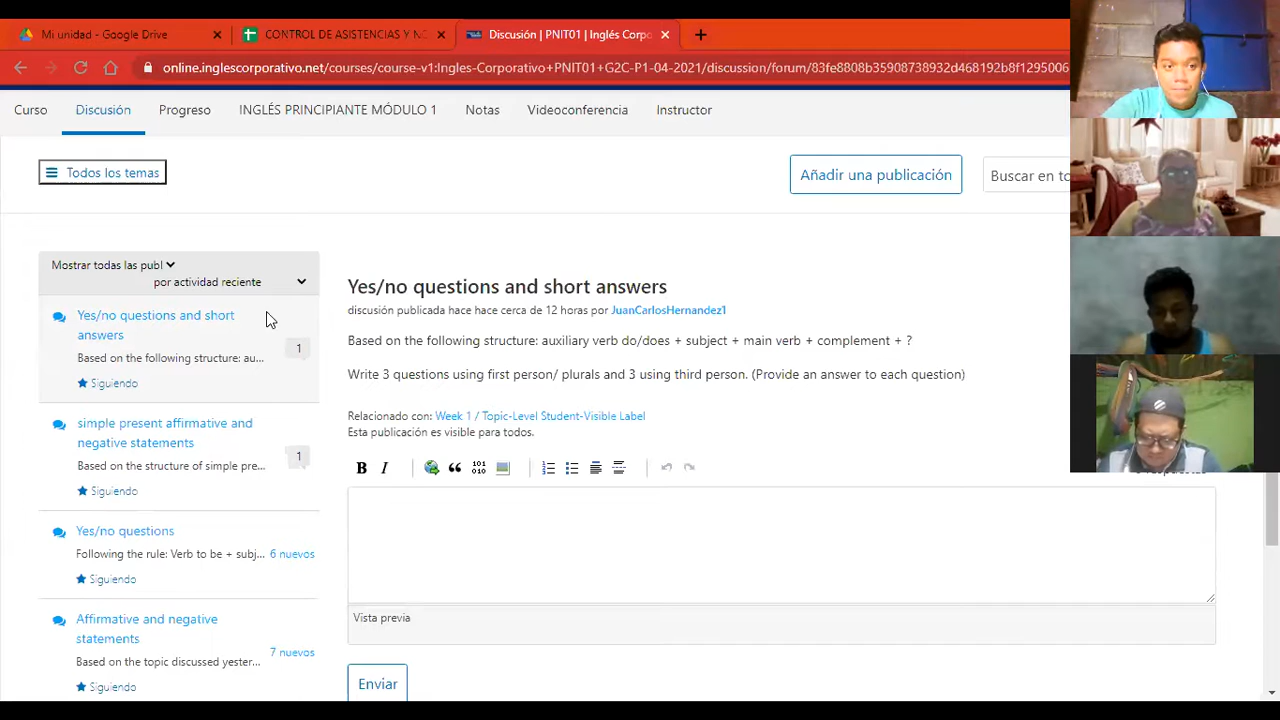 Mi unidad - Google Drive
CONTROL DE ASISTENCIAS Y NO
Discusión | PNIT01 | Inglés Corpo
online.inglescorporativo.net/courses/course-v1:Ingles-Corporativo+PNIT01+G2C-P1-04-2021/discussion/forum/83fe8808b35908738932d468192b8f1295006
Curso
Discusión
Progreso
INGLÉS PRINCIPIANTE MÓDULO 1
Notas
Videoconferencia
Instructor
Todos los temas
Añadir una publicación
Buscar en to
Mostrar todas las publ
por actividad reciente
Yes/no questions and short
answers
1
Based on the following structure: au...
Siguiendo
simple present affirmative and
negative statements
1
Based on the structure of simple pre...
Siguiendo
Yes/no questions
Following the rule: Verb to be + subj...
6 nuevos
Siguiendo
Affirmative and negative
statements
7 nuevos
Based on the topic discussed yester...
Siguiendo
Yes/no questions and short answers
discusión publicada hace hace cerca de 12 horas por JuanCarlosHernandez1
Based on the following structure: auxiliary verb do/does + subject + main verb + complement + ?
Write 3 questions using first person/ plurals and 3 using third person. (Provide an answer to each question)
Relacionado con: Week 1 / Topic-Level Student-Visible Label
Esta publicación es visible para todos.
B I
101
010
Vista previa
Enviar